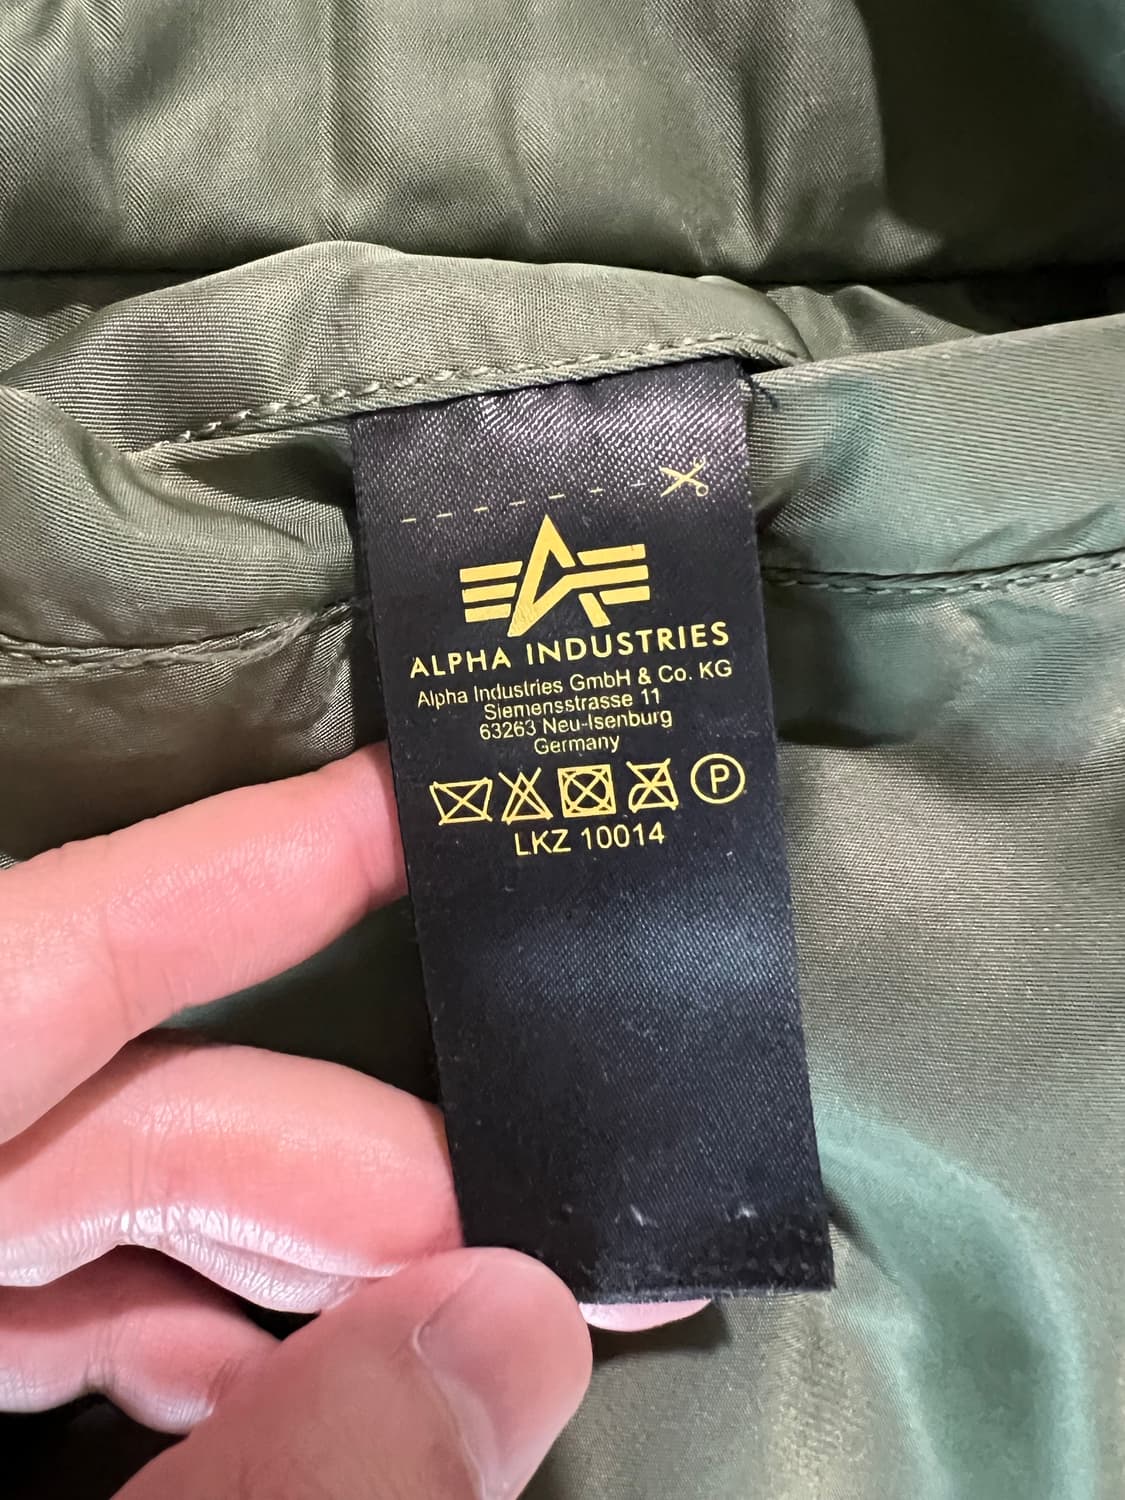 ALPHA INDUSTRIES
Alpha Industries GmbH & Co. KG
Siemensstrasse 11
63263 Neu-Isenburg
Germany
P
LKZ 10014